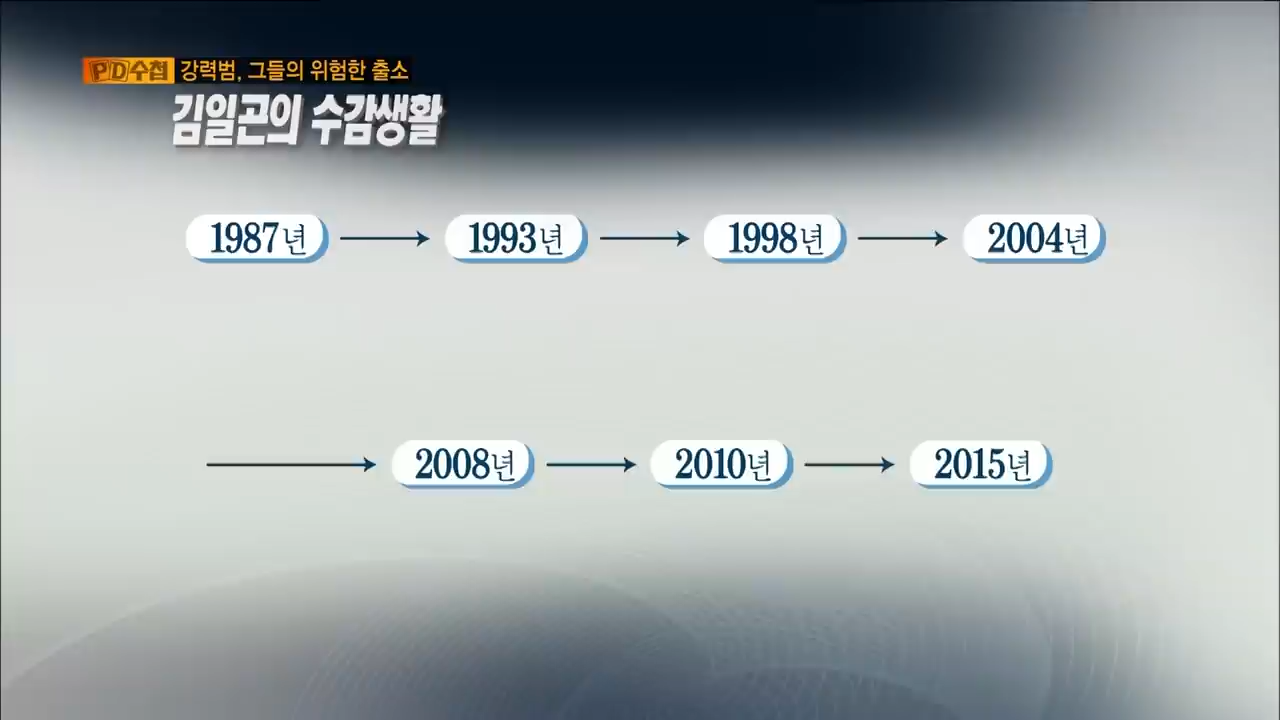 PD수첩 강력범, 그들의 위험한 출소
김일곤의 수감생활
1987년 → 1993년 → 1998년 → 2004년
→ 2008년 → 2010년 → 2015년